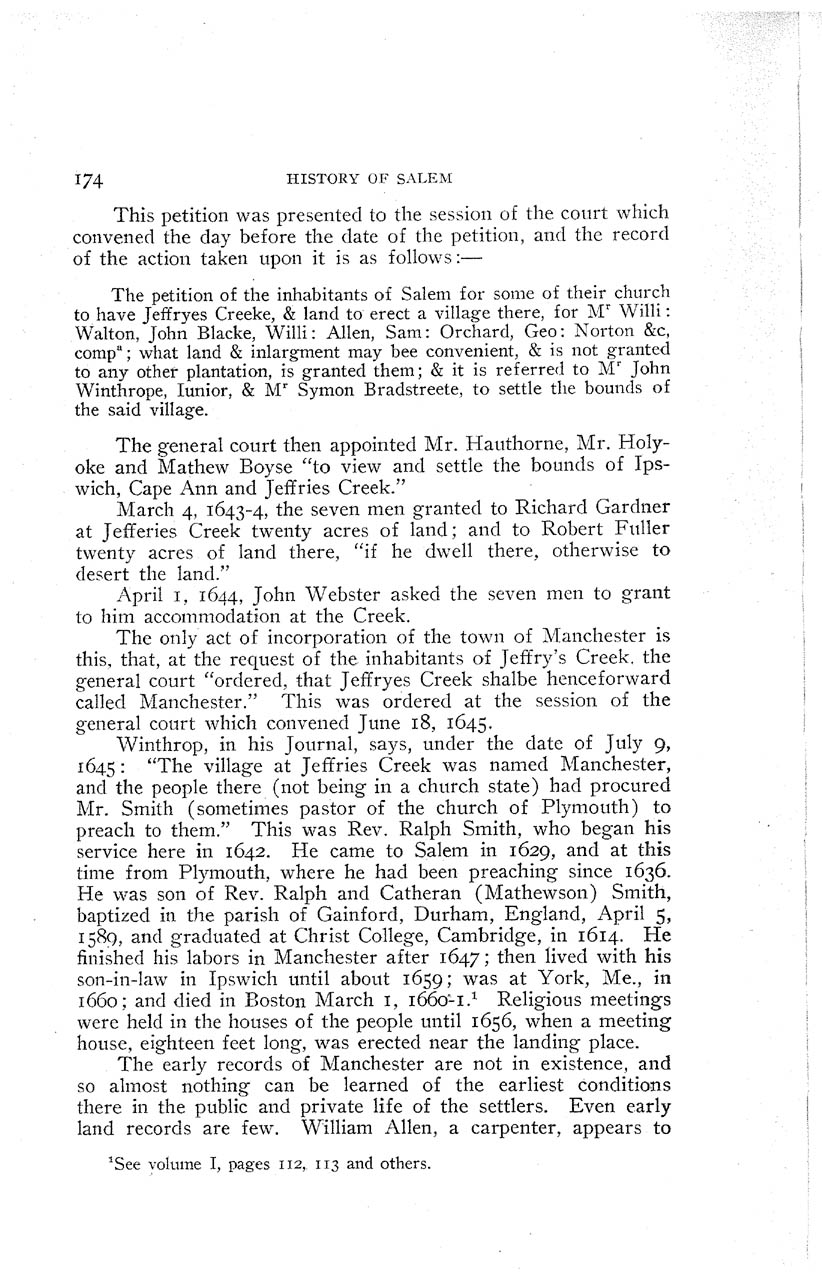 174 HISTORY OF SALEM
This petition was presented to the session of the court which
convened the day before the date of the petition, and the record
of the action taken upon it is as follows:—
The petition of the inhabitants of Salem for some of their church
to have Jeffryes Creeke, & land to erect a village there, for Mʳ Willi:
Walton, John Blacke, Willi: Allen, Sam: Orchard, Geo: Norton &c,
compᵃ; what land & inlargment may bee convenient, & is not granted
to any other plantation, is granted them; & it is referred to Mʳ John
Winthrope, Iunior, & Mʳ Symon Bradstreete, to settle the bounds of
the said village.
The general court then appointed Mr. Hauthorne, Mr. Holy-
oke and Mathew Boyse “to view and settle the bounds of Ips-
wich, Cape Ann and Jeffries Creek.”
March 4, 1643-4, the seven men granted to Richard Gardner
at Jefferies Creek twenty acres of land; and to Robert Fuller
twenty acres of land there, “if he dwell there, otherwise to
desert the land.”
April 1, 1644, John Webster asked the seven men to grant
to him accommodation at the Creek.
The only act of incorporation of the town of Manchester is
this, that, at the request of the inhabitants of Jeffry’s Creek. the
general court “ordered, that Jeffryes Creek shalbe henceforward
called Manchester.” This was ordered at the session of the
general court which convened June 18, 1645.
Winthrop, in his Journal, says, under the date of July 9,
1645: “The village at Jeffries Creek was named Manchester,
and the people there (not being in a church state) had procured
Mr. Smith (sometimes pastor of the church of Plymouth) to
preach to them.” This was Rev. Ralph Smith, who began his
service here in 1642. He came to Salem in 1629, and at this
time from Plymouth, where he had been preaching since 1636.
He was son of Rev. Ralph and Catheran (Mathewson) Smith,
baptized in the parish of Gainford, Durham, England, April 5,
1589, and graduated at Christ College, Cambridge, in 1614. He
finished his labors in Manchester after 1647; then lived with his
son-in-law in Ipswich until about 1659; was at York, Me., in
1660; and died in Boston March 1, 1660-1.¹ Religious meetings
were held in the houses of the people until 1656, when a meeting
house, eighteen feet long, was erected near the landing place.
The early records of Manchester are not in existence, and
so almost nothing can be learned of the earliest conditions
there in the public and private life of the settlers. Even early
land records are few. William Allen, a carpenter, appears to
¹See volume I, pages 112, 113 and others.